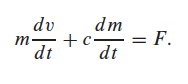 m dv/dt + c dm/dt = F.